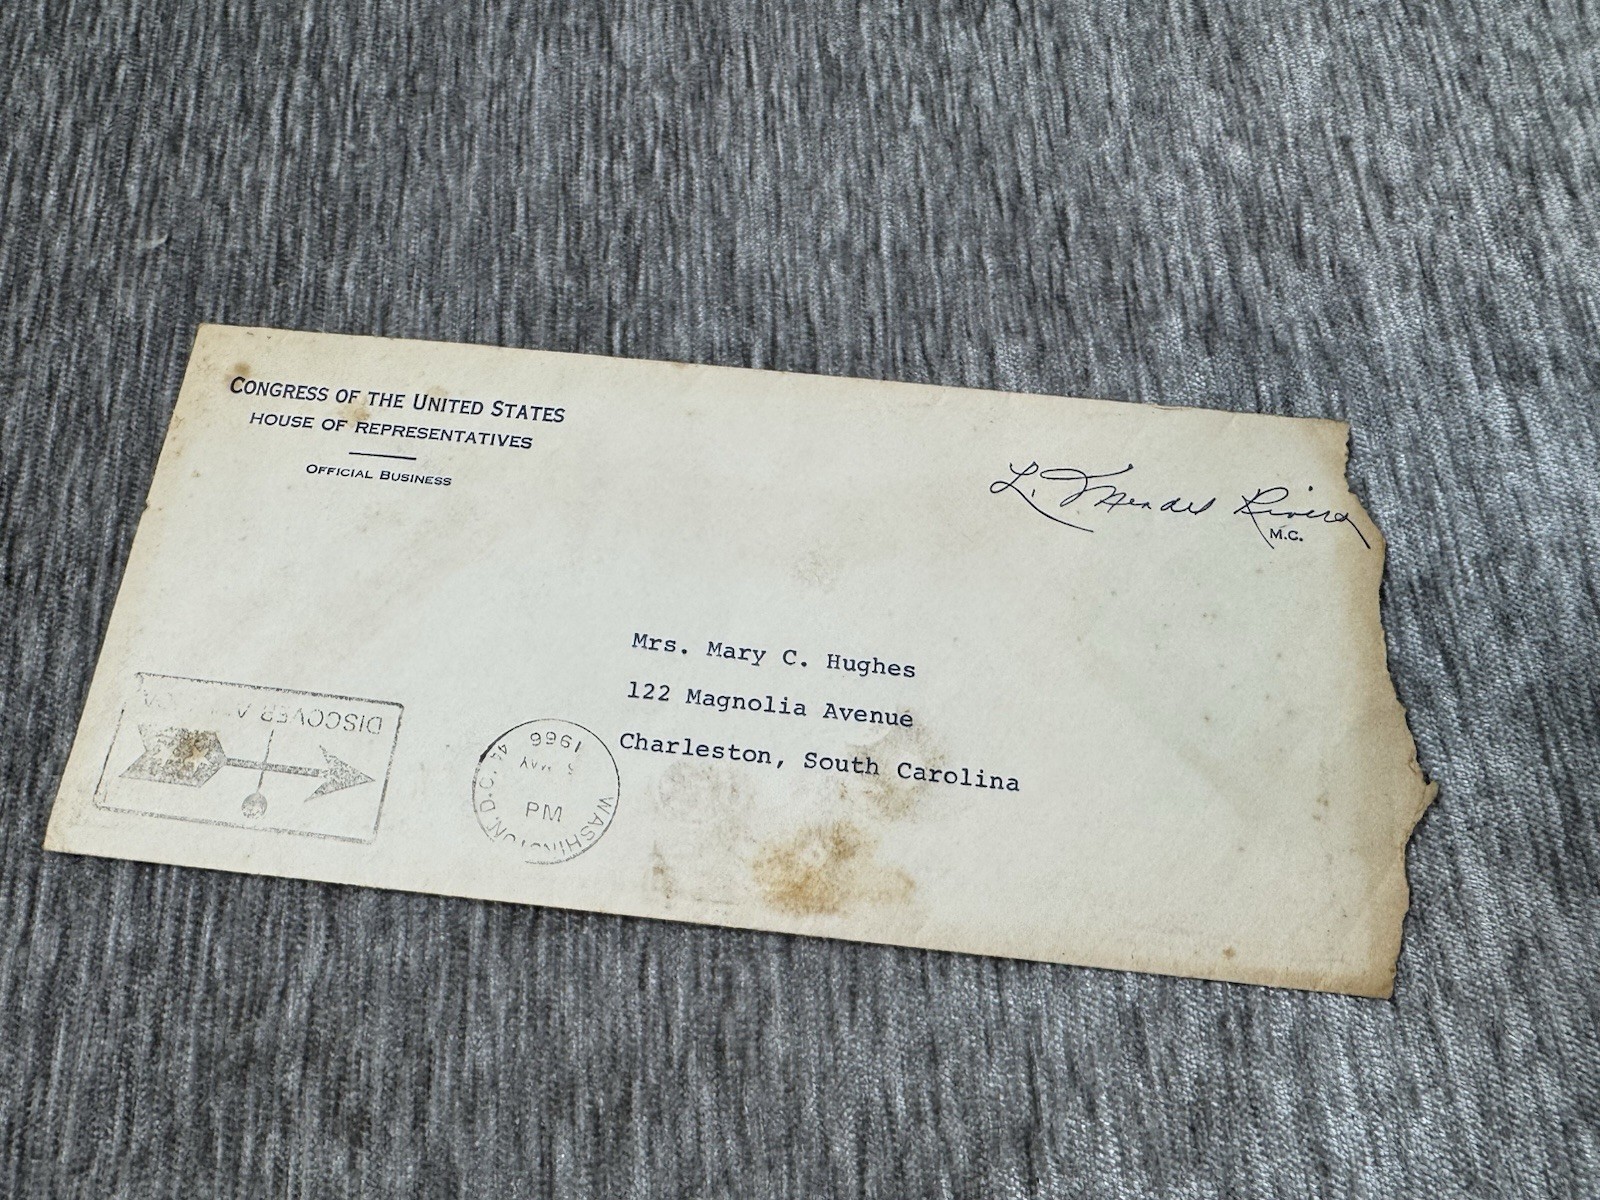 CONGRESS OF THE UNITED STATES
HOUSE OF REPRESENTATIVES
OFFICIAL BUSINESS
L. Mendel Rivers
M.C.
Mrs. Mary C. Hughes
122 Magnolia Avenue
Charleston, South Carolina
DISCOVER
WASHINGTON, D.C.
PM
MAY
1966